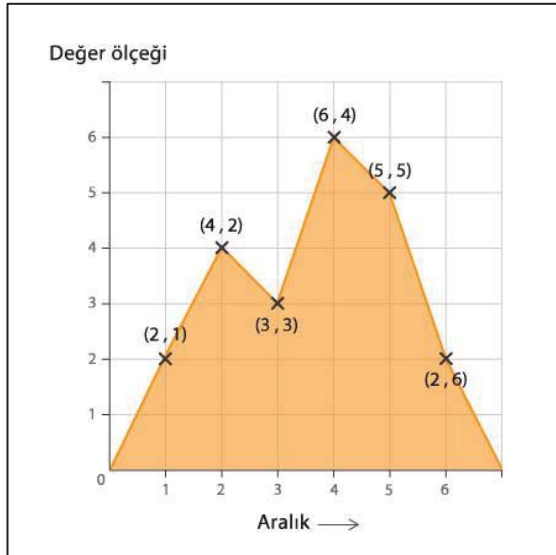 Değer ölçeği
6
5
4
3
2
1
0
(6 , 4)
(5 , 5)
(4 , 2)
(3 , 3)
(2 , 1)
(2 , 6)
1 2 3 4 5 6
Aralık →